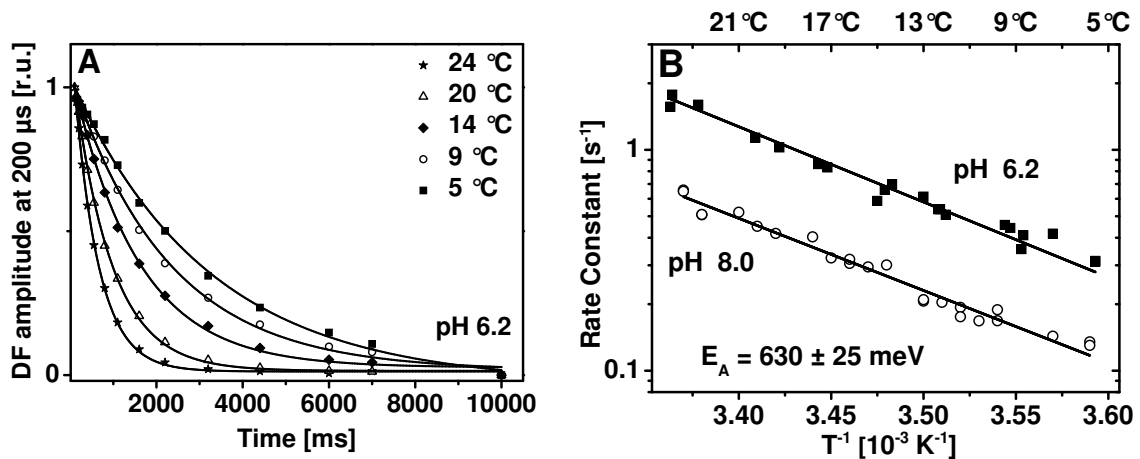 A
DF amplitude at 200 µs [r.u.]
1
0
24 °C
20 °C
14 °C
9 °C
5 °C
pH 6.2
2000 4000 6000 8000 10000
Time [ms]
21°C 17°C 13°C 9°C 5°C
B
Rate Constant [s⁻¹]
1
0.1
pH 6.2
pH 8.0
E_A = 630 ± 25 meV
3.40 3.45 3.50 3.55 3.60
T⁻¹ [10⁻³ K⁻¹]